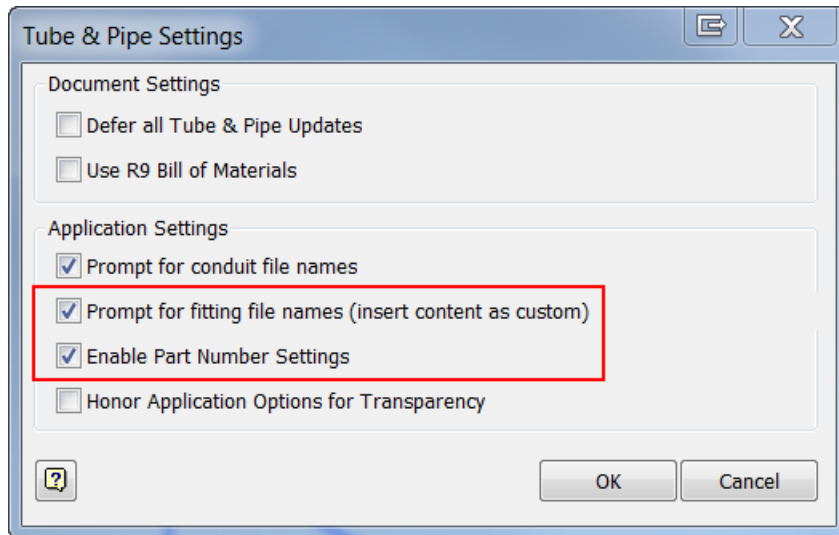 Tube & Pipe Settings
Document Settings
Defer all Tube & Pipe Updates
Use R9 Bill of Materials
Application Settings
Prompt for conduit file names
Prompt for fitting file names (insert content as custom)
Enable Part Number Settings
Honor Application Options for Transparency
OK Cancel